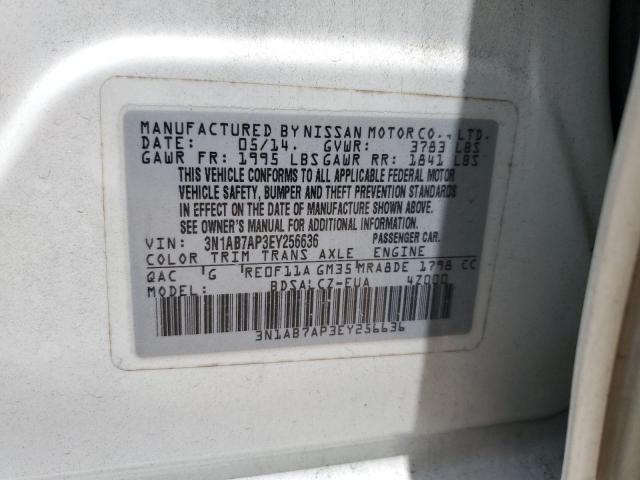 MANUFACTURED BY NISSAN MOTOR CO., LTD.
DATE: 05/14. GVWR: 3783 LBS
GAWR FR: 1995 LBS GAWR RR: 1841 LBS
THIS VEHICLE CONFORMS TO ALL APPLICABLE FEDERAL MOTOR
VEHICLE SAFETY, BUMPER AND THEFT PREVENTION STANDARDS
IN EFFECT ON THE DATE OF MANUFACTURE SHOWN ABOVE.
SEE OWNER'S MANUAL FOR ADDITIONAL INFORMATION.
VIN: 3N1AB7AP3EY256636 PASSENGER CAR.
COLOR TRIM TRANS AXLE ENGINE
QAC 'G 'RE0F11A GM35'MRA8DE 1798 CC
MODEL: BDSALCZ-EUA 4Z000
3N1AB7AP3EY256636